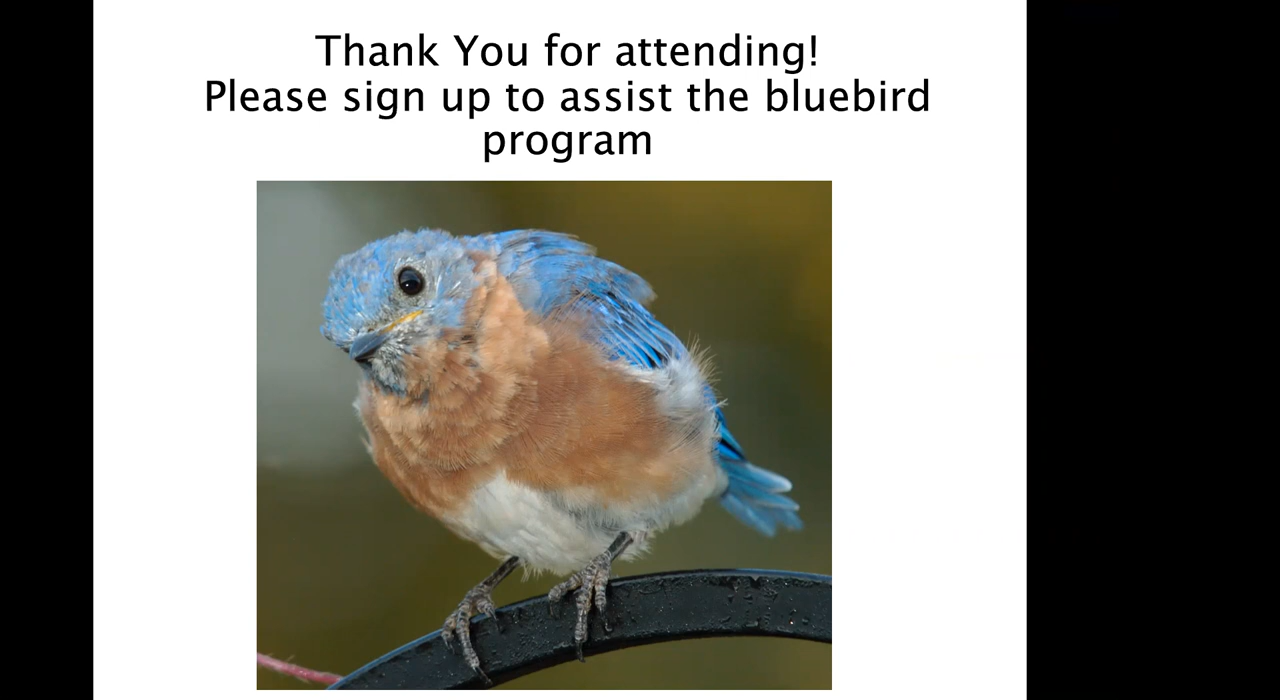 Thank You for attending!
Please sign up to assist the bluebird
program